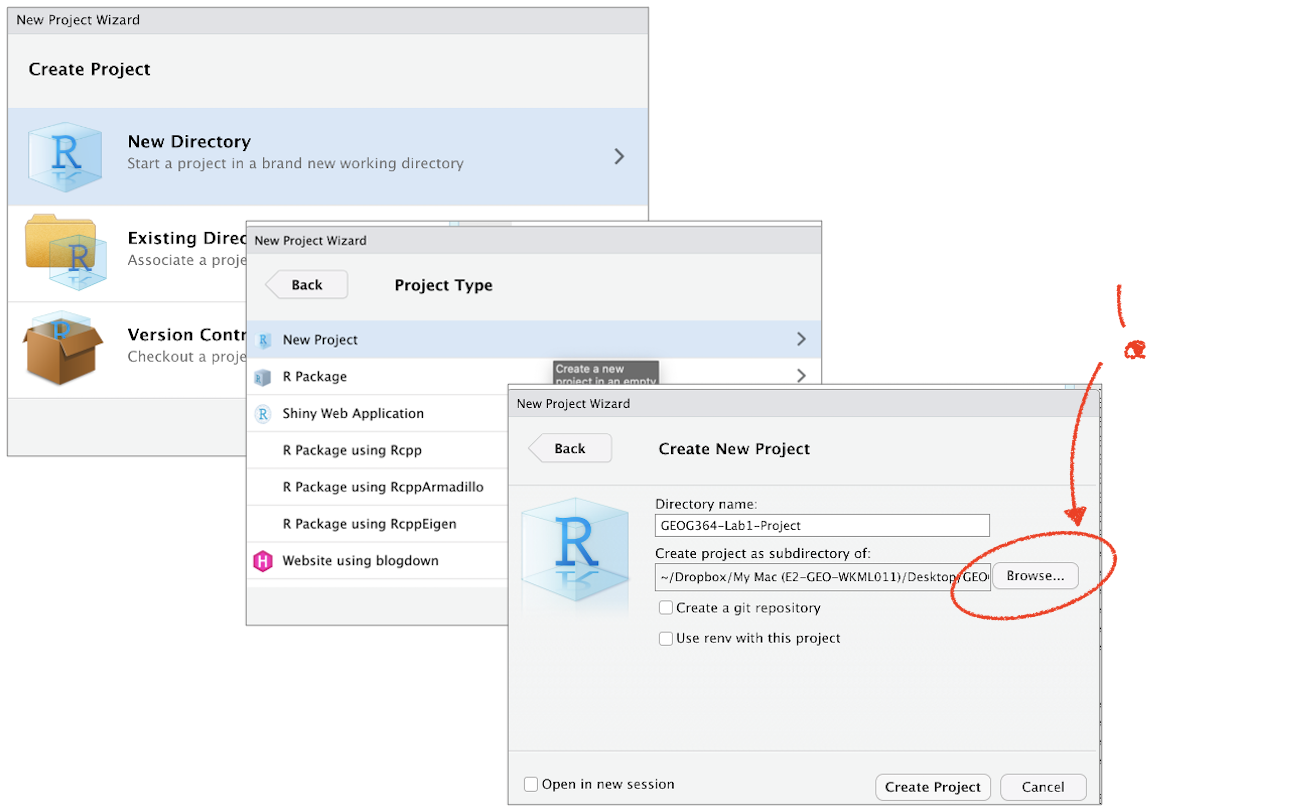 New Project Wizard
Create Project
New Directory
Start a project in a brand new working directory
Existing Direc
Associate a proje
Version Contr
Checkout a proje
New Project Wizard
Back
Project Type
New Project
R Package
Create a new
project in an empty
Shiny Web Application
R Package using Rcpp
R Package using RcppArmadillo
R Package using RcppEigen
Website using blogdown
New Project Wizard
Back
Create New Project
Directory name:
GEOG364-Lab1-Project
Create project as subdirectory of:
~/Dropbox/My Mac (E2-GEO-WKML011)/Desktop/GEO
Browse...
Create a git repository
Use renv with this project
Open in new session
Create Project
Cancel